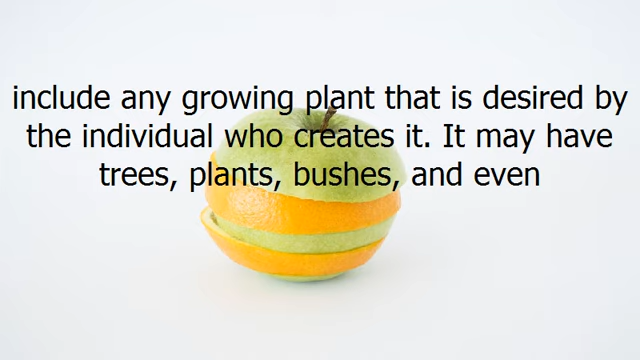 include any growing plant that is desired by
the individual who creates it. It may have
trees, plants, bushes, and even